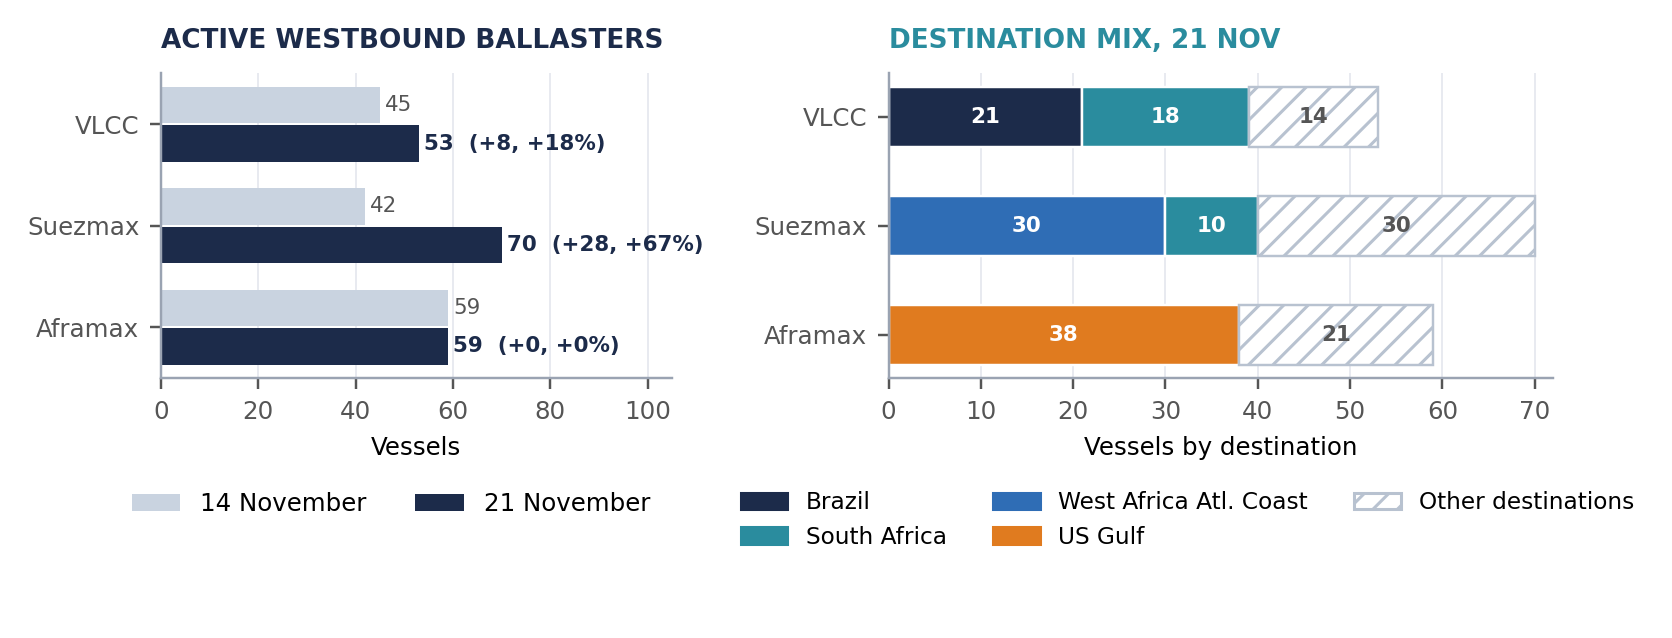 ACTIVE WESTBOUND BALLASTERS
VLCC
45
53 (+8, +18%)
Suezmax
42
70 (+28, +67%)
Aframax
59
59 (+0, +0%)
0 20 40 60 80 100
Vessels
14 November 21 November
DESTINATION MIX, 21 NOV
VLCC 21 18 14
Suezmax 30 10 30
Aframax 38 21
0 10 20 30 40 50 60 70
Vessels by destination
Brazil West Africa Atl. Coast Other destinations
South Africa US Gulf